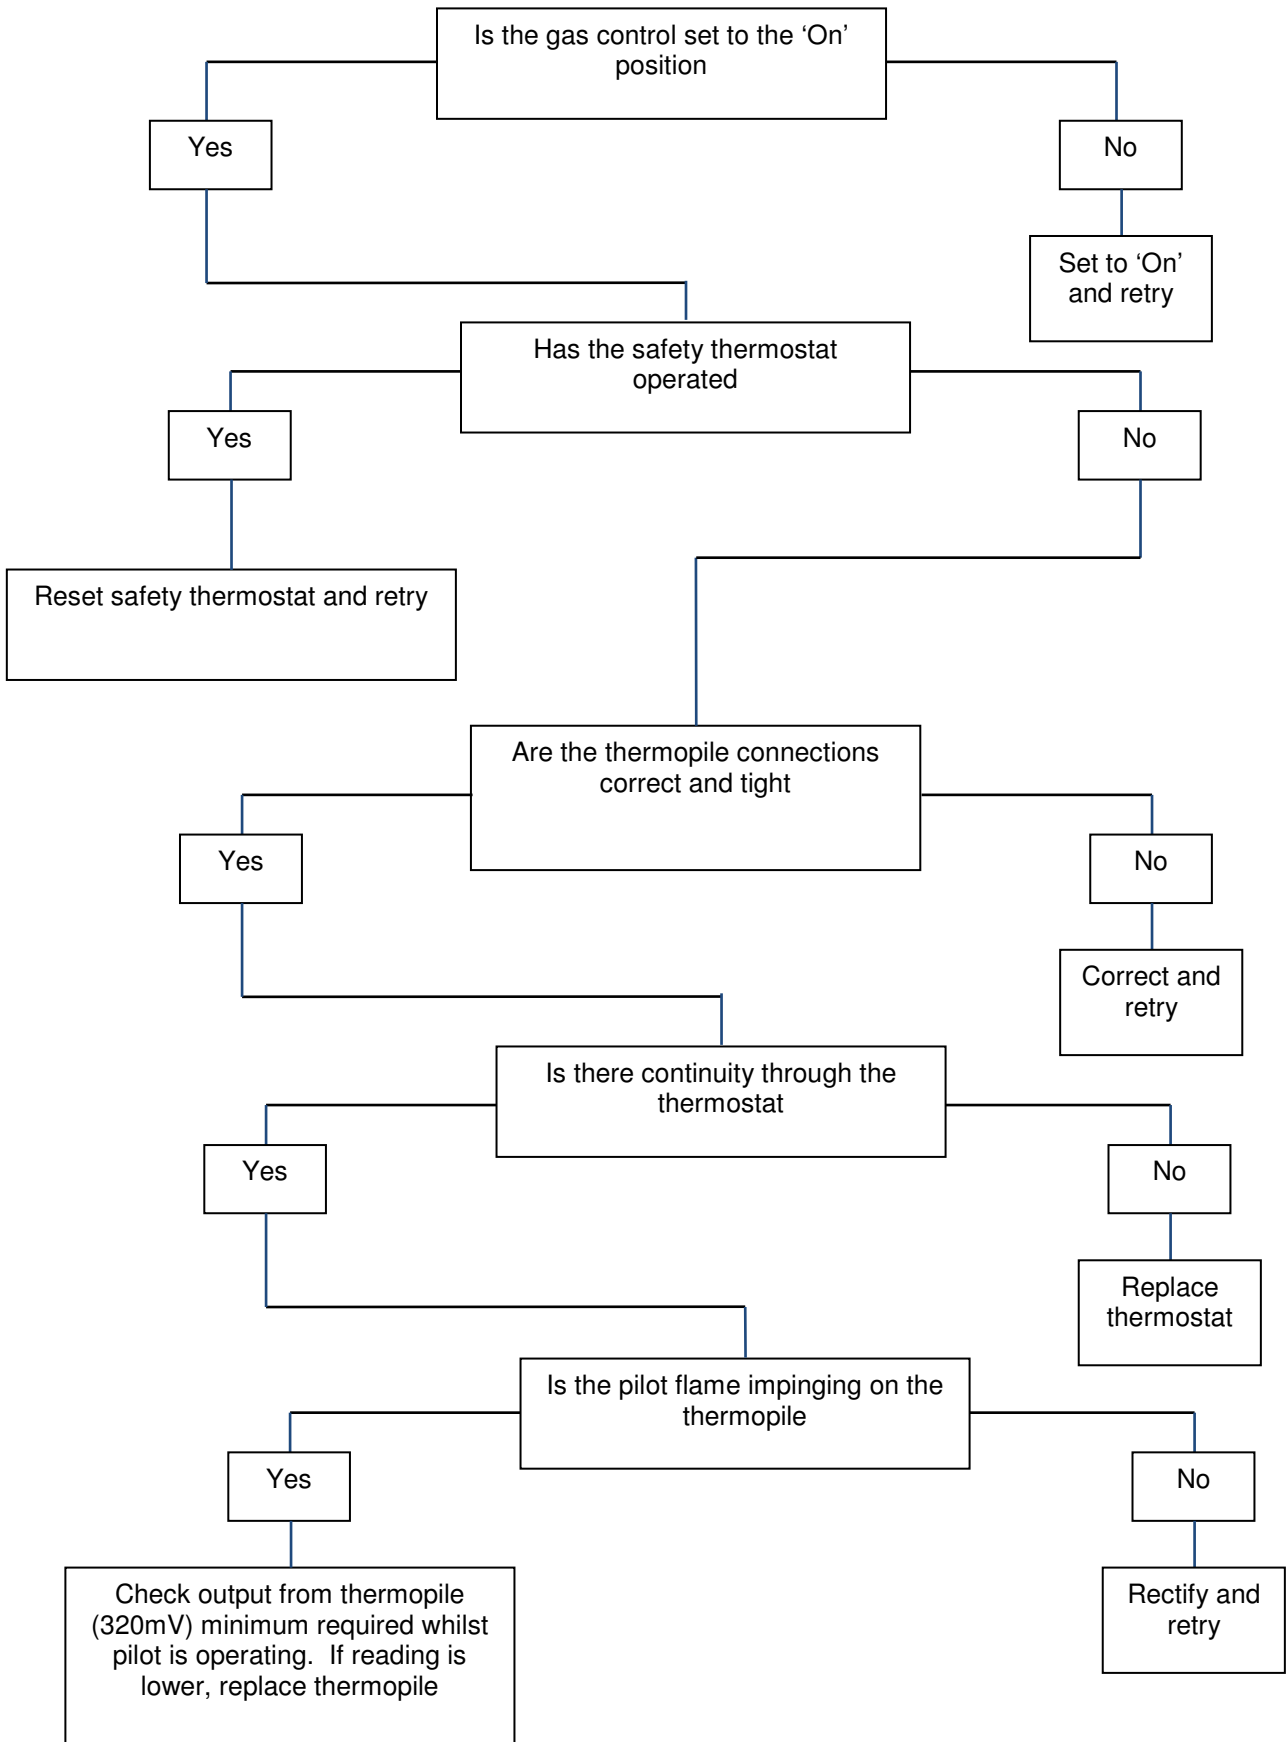 Is the gas control set to the ‘On’
position
Yes
No
Set to ‘On’
and retry
Has the safety thermostat
operated
Yes
No
Reset safety thermostat and retry
Are the thermopile connections
correct and tight
Yes
No
Correct and
retry
Is there continuity through the
thermostat
Yes
No
Replace
thermostat
Is the pilot flame impinging on the
thermopile
Yes
No
Check output from thermopile
(320mV) minimum required whilst
pilot is operating.  If reading is
lower, replace thermopile
Rectify and
retry